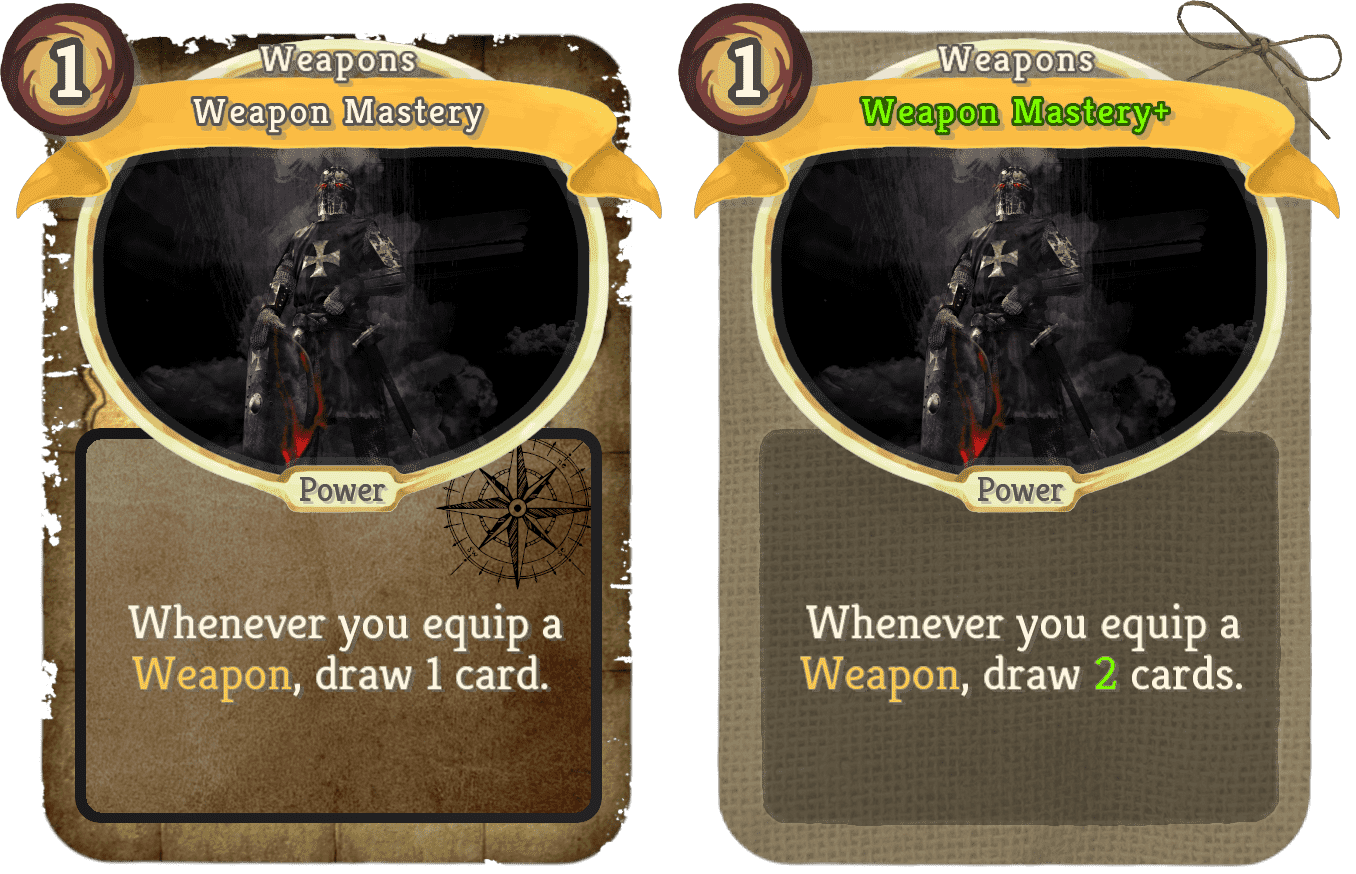 1
Weapons
Weapon Mastery
Power
Whenever you equip a
Weapon, draw 1 card.
1
Weapons
Weapon Mastery+
Power
Whenever you equip a
Weapon, draw 2 cards.